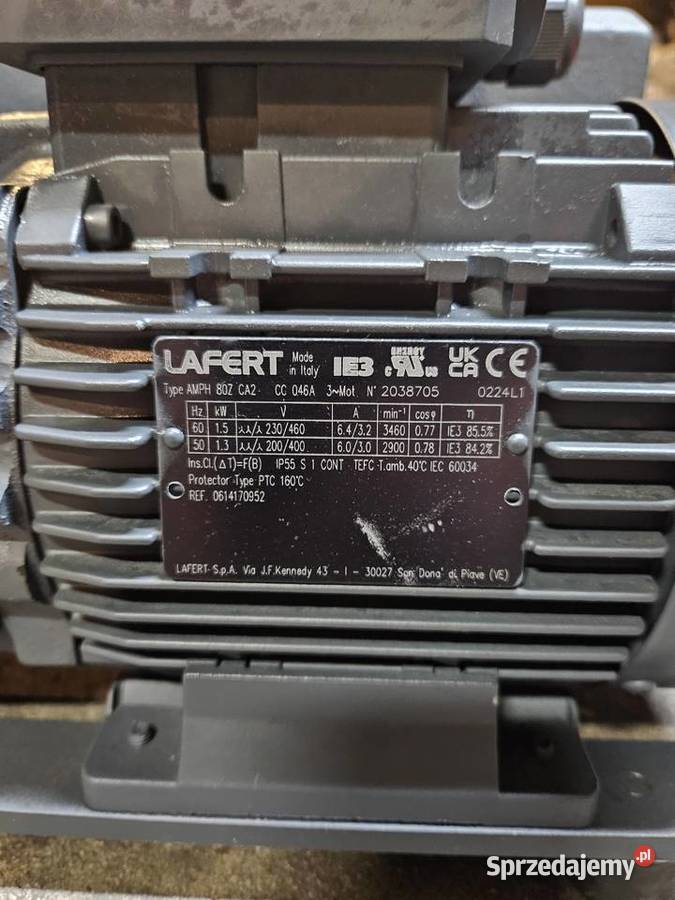 LAFERT Made in Italy IE3 ENERGY c UR us UK CA CE
Type AMPH 80Z CA2 CC 046A 3~Mot. N° 2038705 0224L1
Hz kW V A min⁻¹ cosφ η
60 1.5 ⅄⅄/⅄ 230/460 6.4/3.2 3460 0.77 IE3 85.5%
50 1.3 ⅄⅄/⅄ 200/400 6.0/3.0 2900 0.78 IE3 84.2%
Ins.Cl.(ΔT)=F(B) IP55 S 1 CONT TEFC T.amb.40°C IEC 60034
Protector Type PTC 160°C
REF. 0614170952
LAFERT S.p.A. Via J.F.Kennedy 43 - I - 30027 San Dona' di Piave (VE)
Sprzedajemy.pl